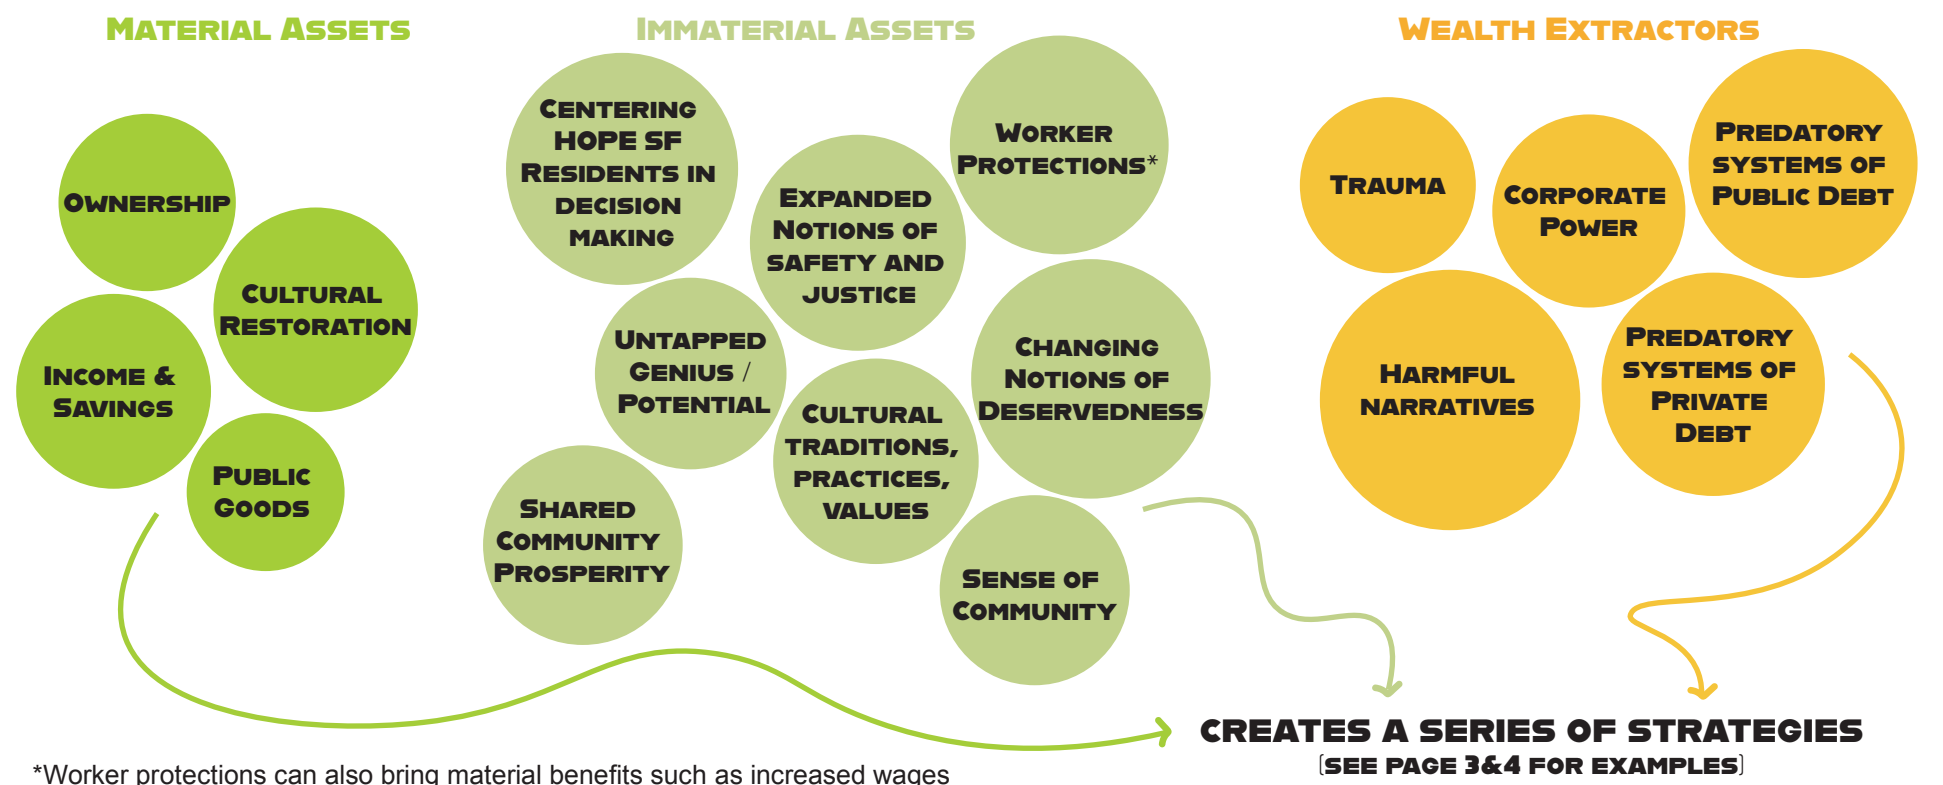 MATERIAL ASSETS
OWNERSHIP
CULTURAL
RESTORATION
INCOME &
SAVINGS
PUBLIC
GOODS
IMMATERIAL ASSETS
CENTERING
HOPE SF
RESIDENTS IN
DECISION
MAKING
WORKER
PROTECTIONS*
EXPANDED
NOTIONS OF
SAFETY AND
JUSTICE
UNTAPPED
GENIUS /
POTENTIAL
CHANGING
NOTIONS OF
DESERVEDNESS
CULTURAL
TRADITIONS,
PRACTICES,
VALUES
SHARED
COMMUNITY
PROSPERITY
SENSE OF
COMMUNITY
WEALTH EXTRACTORS
TRAUMA
CORPORATE
POWER
PREDATORY
SYSTEMS OF
PUBLIC DEBT
HARMFUL
NARRATIVES
PREDATORY
SYSTEMS OF
PRIVATE
DEBT
CREATES A SERIES OF STRATEGIES
(SEE PAGE 3&4 FOR EXAMPLES)
*Worker protections can also bring material benefits such as increased wages